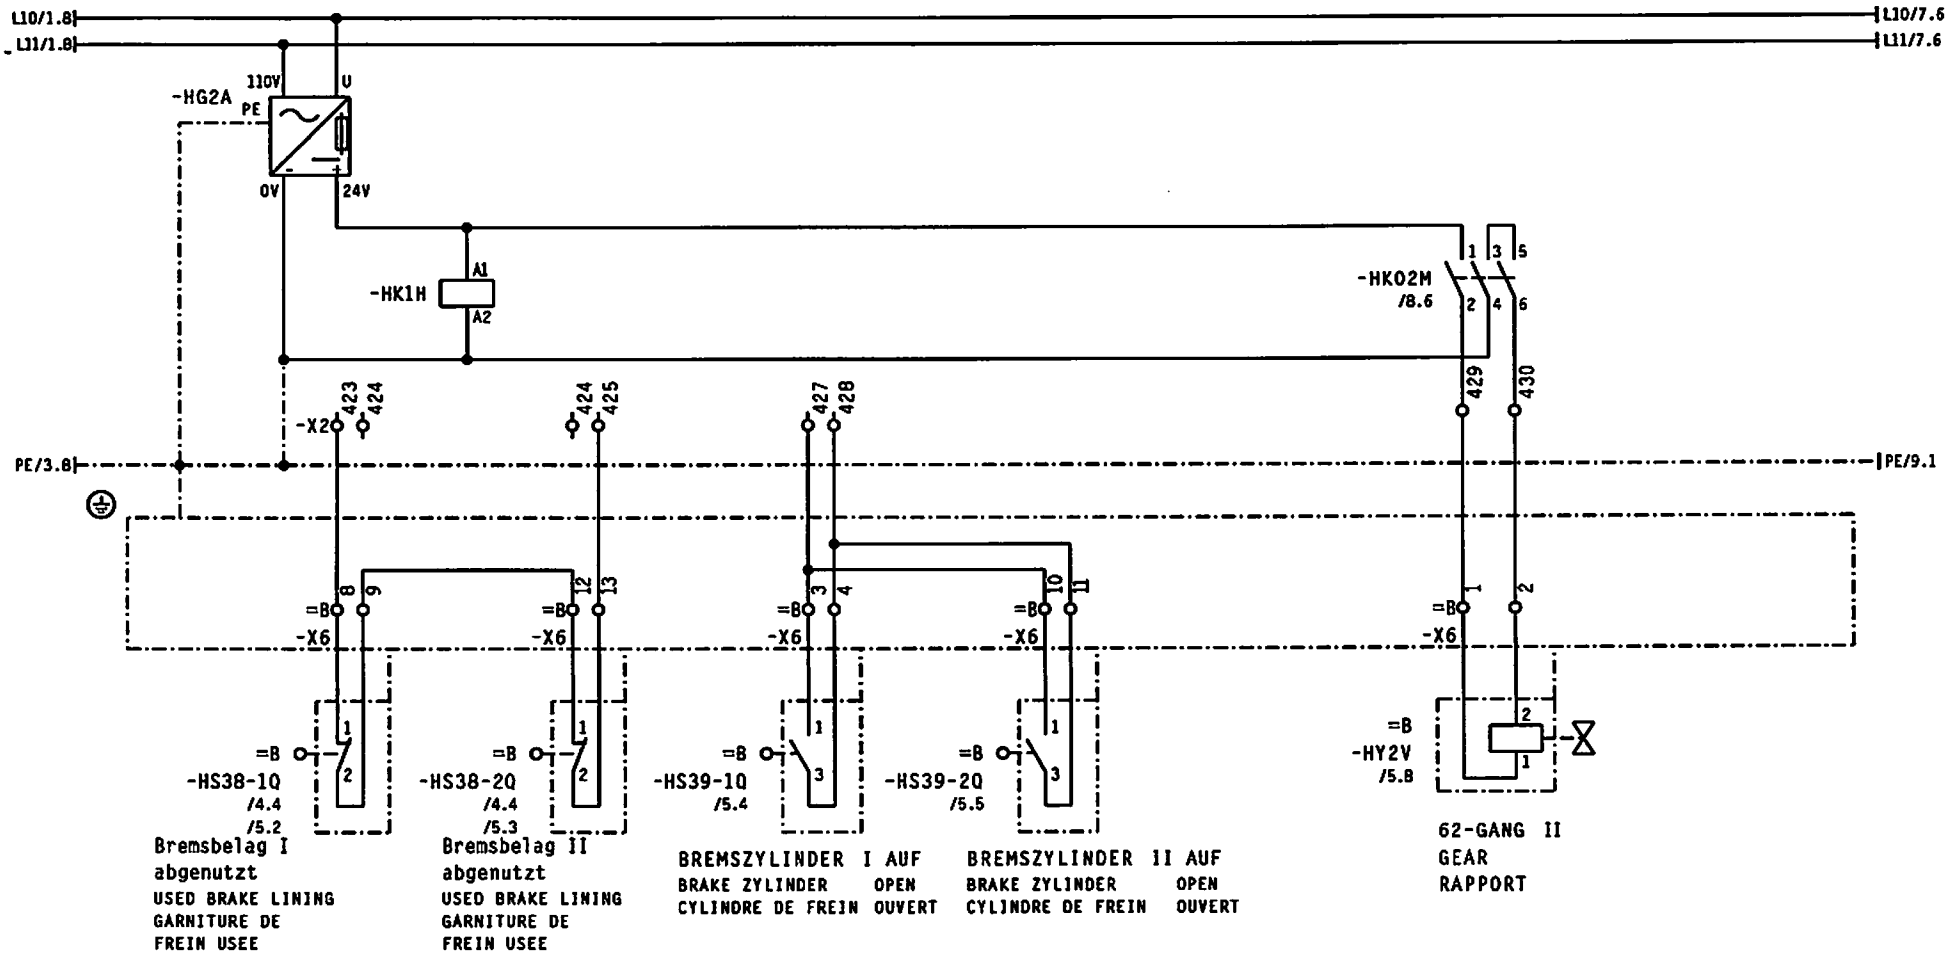 L10/1.8
L10/7.6
L11/1.8
L11/7.6
110V
U
-HG2A
PE
-
+
0V
24V
A1
-HK1H
A2
1
3
5
-HK02M
/8.6
2
4
6
423
424
424
425
427
428
429
430
-X2
PE/3.8
PE/9.1
8
9
12
13
3
4
10
11
1
2
=B
=B
=B
=B
=B
-X6
-X6
-X6
-X6
-X6
1
2
=B
-HS38-1Q
/4.4
/5.2
1
2
=B
-HS38-2Q
/4.4
/5.3
1
3
=B
-HS39-1Q
/5.4
1
3
=B
-HS39-2Q
/5.5
2
1
=B
-HY2V
/5.8
Bremsbelag I
abgenutzt
USED BRAKE LINING
GARNITURE DE
FREIN USEE
Bremsbelag II
abgenutzt
USED BRAKE LINING
GARNITURE DE
FREIN USEE
BREMSZYLINDER I AUF
BRAKE ZYLINDER OPEN
CYLINDRE DE FREIN OUVERT
BREMSZYLINDER II AUF
BRAKE ZYLINDER OPEN
CYLINDRE DE FREIN OUVERT
62-GANG II
GEAR
RAPPORT